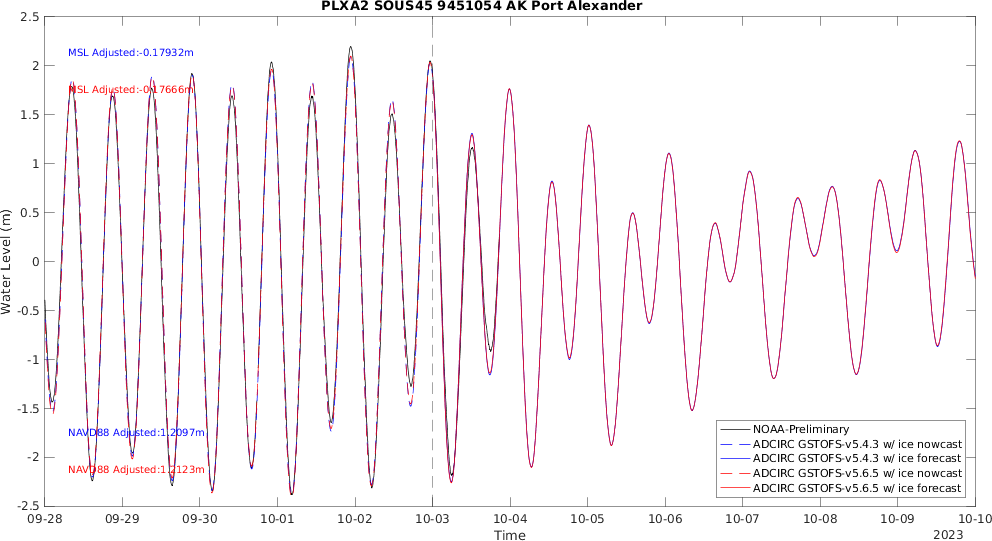 PLXA2 SOUS45 9451054 AK Port Alexander
2.5
2
1.5
1
0.5
0
-0.5
-1
-1.5
-2
-2.5
Water Level (m)
MSL Adjusted:-0.17932m
MSL Adjusted:-0.17666m
NAVD88 Adjusted:1.2097m
NAVD88 Adjusted:1.2123m
NOAA-Preliminary
ADCIRC GSTOFS-v5.4.3 w/ ice nowcast
ADCIRC GSTOFS-v5.4.3 w/ ice forecast
ADCIRC GSTOFS-v5.6.5 w/ ice nowcast
ADCIRC GSTOFS-v5.6.5 w/ ice forecast
09-28 09-29 09-30 10-01 10-02 10-03 10-04 10-05 10-06 10-07 10-08 10-09 10-10
Time
2023